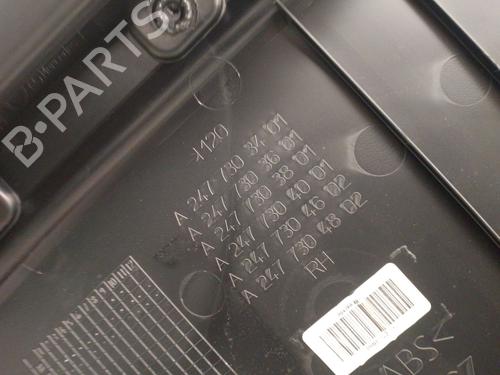 B-PARTS
H120
A 247 730 34 01
A 247 730 36 01
A 247 730 38 01
A 247 730 40 01
A 247 730 46 02
A 247 730 48 02
RH
ABS<